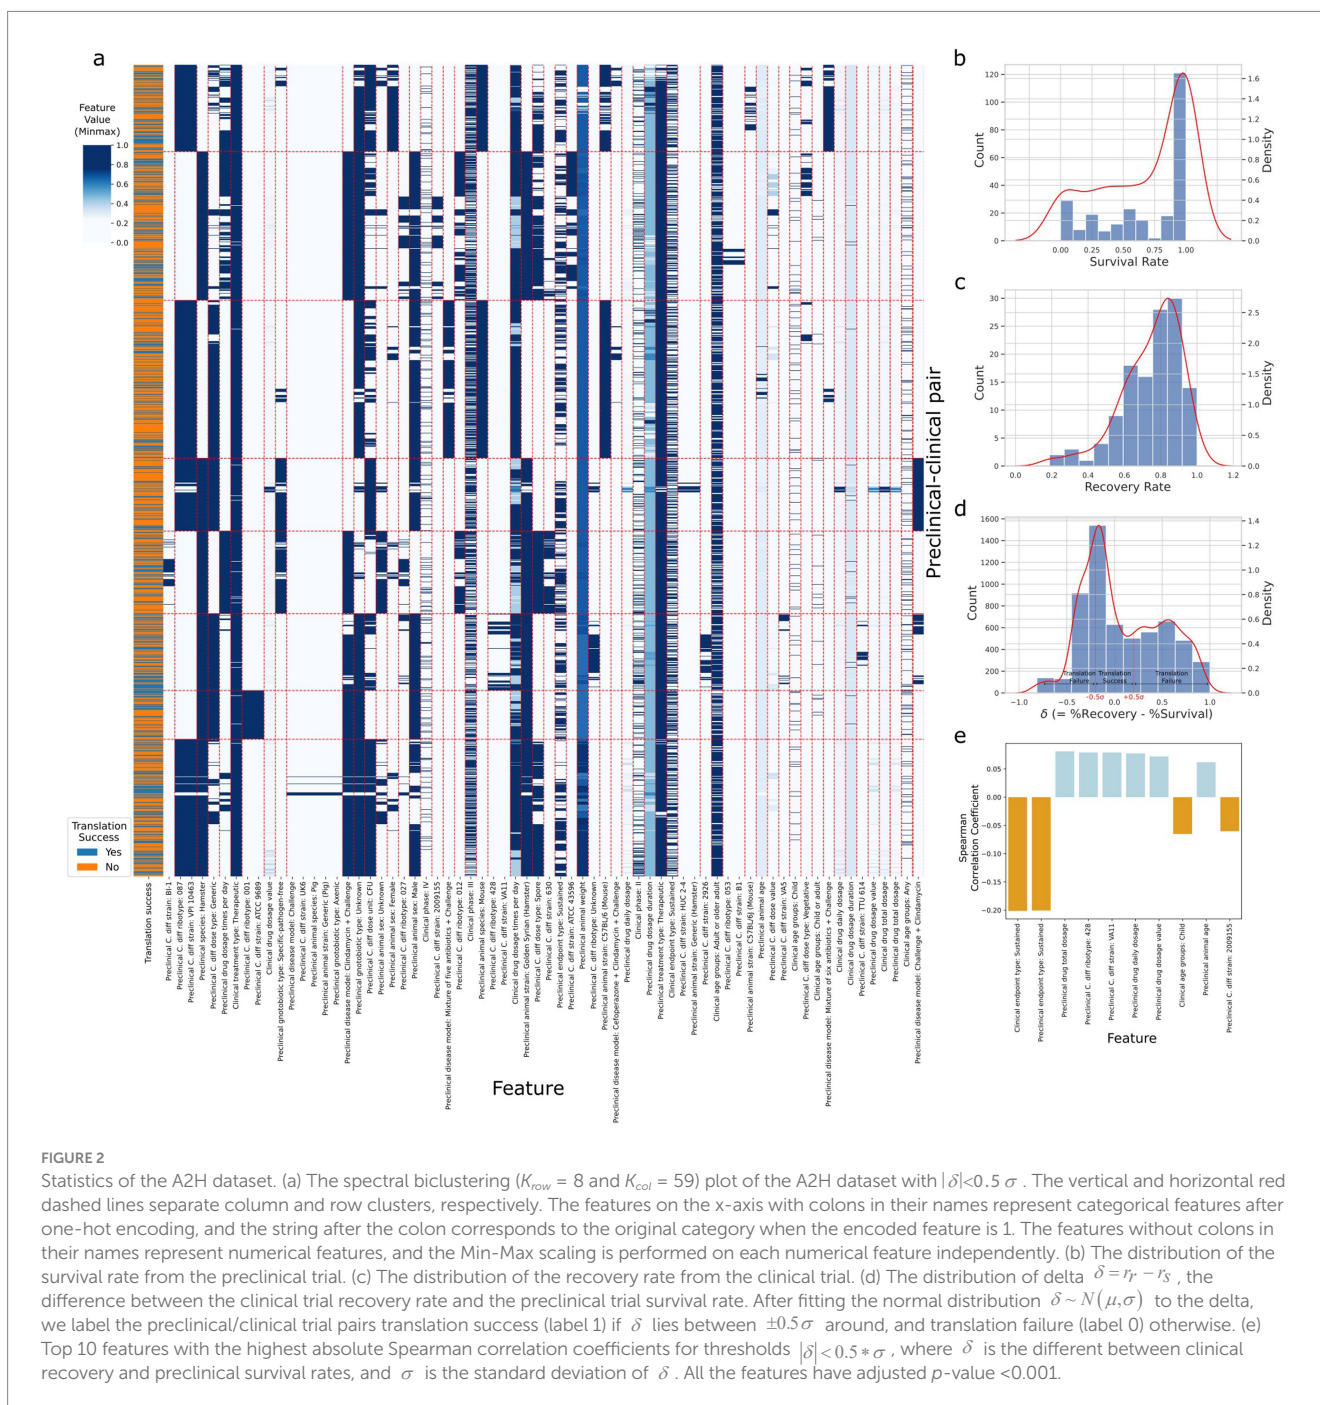 a
Feature
Value
(Minmax)
1.0
0.8
0.6
0.4
0.2
0.0
Translation
Success
Yes
No
Translation success
Preclinical C. diff strain: BI-1
Preclinical C. diff ribotype: 087
Preclinical C. diff strain: VPI 10463
Preclinical animal species: Hamster
Preclinical C. diff dose type: Generic
Preclinical drug dosage times per day
Clinical treatment type: Therapeutic
Preclinical C. diff ribotype: 001
Preclinical C. diff strain: ATCC 9689
Clinical drug dosage value
Preclinical gnotobiotic type: Specific-pathogen-free
Preclinical disease model: Challenge
Preclinical C. diff strain: UK6
Preclinical animal species: Pig
Preclinical animal strain: Generic (Pig)
Preclinical gnotobiotic type: Axenic
Preclinical disease model: Clindamycin + Challenge
Preclinical gnotobiotic type: Unknown
Preclinical C. diff dose unit: CFU
Preclinical animal sex: Unknown
Preclinical animal sex: Female
Preclinical C. diff ribotype: 027
Preclinical animal sex: Male
Clinical phase: IV
Preclinical C. diff strain: 2009155
Preclinical disease model: Mixture of five antibiotics + Challenge
Preclinical C. diff ribotype: 012
Clinical phase: III
Preclinical animal species: Mouse
Preclinical C. diff ribotype: 428
Preclinical C. diff strain: VA11
Clinical drug dosage times per day
Preclinical animal strain: Golden Syrian (Hamster)
Preclinical C. diff dose type: Spore
Preclinical C. diff strain: 630
Preclinical endpoint type: Sustained
Preclinical C. diff strain: ATCC 43596
Preclinical animal weight
Preclinical C. diff ribotype: Unknown
Preclinical animal strain: C57BL/6 (Mouse)
Preclinical disease model: Cefoperazone + Clindamycin + Challenge
Preclinical drug daily dosage
Clinical phase: II
Preclinical drug dosage duration
Preclinical treatment type: Therapeutic
Clinical endpoint type: Sustained
Preclinical C. diff strain: HUC 2-4
Preclinical animal strain: Generic (Hamster)
Preclinical C. diff strain: 2926
Clinical age groups: Adult or older adult
Preclinical C. diff ribotype: 053
Preclinical C. diff strain: B1
Preclinical animal strain: C57BL/6J (Mouse)
Preclinical animal age
Preclinical C. diff dose value
Preclinical C. diff strain: VA5
Clinical age groups: Child
Preclinical C. diff dose type: Vegetative
Clinical age groups: Child or adult
Preclinical disease model: Mixture of six antibiotics + Challenge
Clinical drug daily dosage
Clinical drug dosage duration
Preclinical C. diff strain: TTU 614
Preclinical drug dosage value
Clinical drug total dosage
Preclinical drug total dosage
Clinical age groups: Any
Preclinical disease model: Challenge + Clindamycin
Feature
Preclinical-clinical pair
b
Count
120
100
80
60
40
20
0
0.00 0.25 0.50 0.75 1.00
1.6
1.4
1.2
1.0
0.8
0.6
0.4
0.2
0.0
Density
Survival Rate
c
Count
30
25
20
15
10
5
0
0.0 0.2 0.4 0.6 0.8 1.0 1.2
2.5
2.0
1.5
1.0
0.5
0.0
Density
Recovery Rate
d
Count
1600
1400
1200
1000
800
600
400
200
0
Translation Translation Translation
Failure Success Failure
−0.5σ +0.5σ
−1.0 −0.5 0.0 0.5 1.0
1.4
1.2
1.0
0.8
0.6
0.4
0.2
0.0
Density
δ (= %Recovery - %Survival)
e
Spearman
Correlation Coefficient
0.05
0.00
−0.05
−0.10
−0.15
−0.20
Clinical endpoint type: Sustained
Preclinical endpoint type: Sustained
Preclinical drug total dosage
Preclinical C. diff ribotype: 428
Preclinical C. diff strain: VA11
Preclinical drug daily dosage
Preclinical drug dosage value
Clinical age groups: Child
Preclinical animal age
Preclinical C. diff strain: 2009155
Feature
FIGURE 2
Statistics of the A2H dataset. (a) The spectral biclustering (K_row = 8 and K_col = 59) plot of the A2H dataset with |δ|<0.5 σ . The vertical and horizontal red
dashed lines separate column and row clusters, respectively. The features on the x-axis with colons in their names represent categorical features after
one-hot encoding, and the string after the colon corresponds to the original category when the encoded feature is 1. The features without colons in
their names represent numerical features, and the Min-Max scaling is performed on each numerical feature independently. (b) The distribution of the
survival rate from the preclinical trial. (c) The distribution of the recovery rate from the clinical trial. (d) The distribution of delta δ = r_r − r_s , the
difference between the clinical trial recovery rate and the preclinical trial survival rate. After fitting the normal distribution δ ~ N(μ,σ) to the delta,
we label the preclinical/clinical trial pairs translation success (label 1) if δ lies between ±0.5σ around, and translation failure (label 0) otherwise. (e)
Top 10 features with the highest absolute Spearman correlation coefficients for thresholds |δ| < 0.5 * σ , where δ is the different between clinical
recovery and preclinical survival rates, and σ is the standard deviation of δ . All the features have adjusted p-value <0.001.